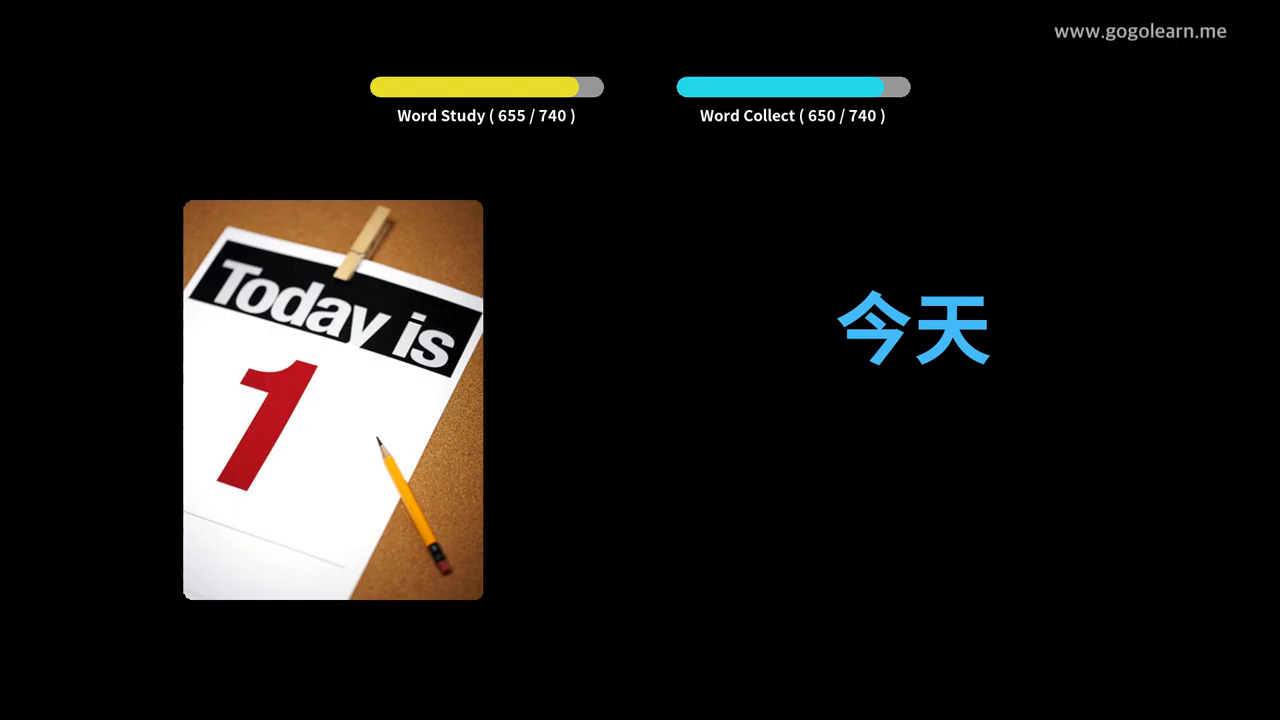 www.gogolearn.me
Word Study ( 655 / 740 )
Word Collect ( 650 / 740 )
Today is
1
今天